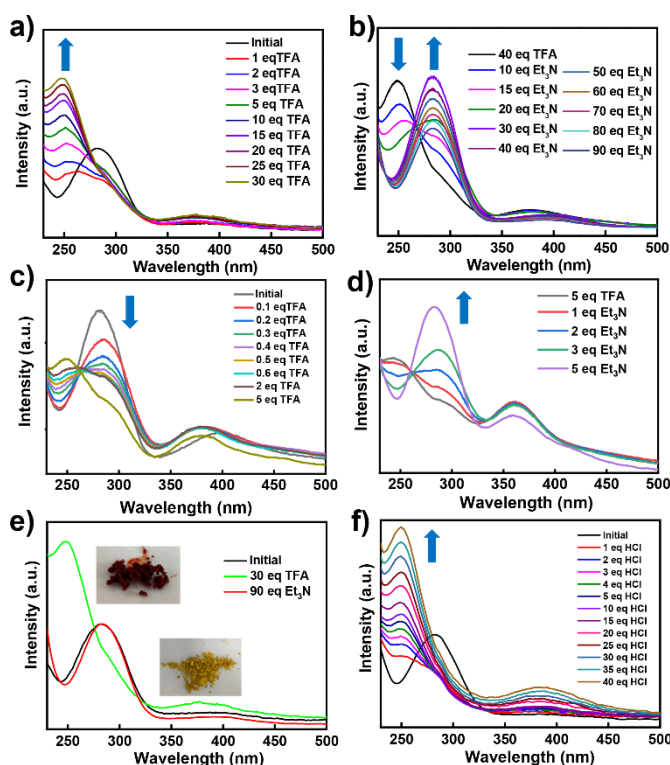 a)
Intensity (a.u.)
Initial
1 eqTFA
2 eqTFA
3 eqTFA
5 eq TFA
10 eq TFA
15 eq TFA
20 eq TFA
25 eq TFA
30 eq TFA
250 300 350 400 450 500
Wavelength (nm)
b)
Intensity (a.u.)
40 eq TFA
10 eq Et₃N
15 eq Et₃N
20 eq Et₃N
30 eq Et₃N
40 eq Et₃N
50 eq Et₃N
60 eq Et₃N
70 eq Et₃N
80 eq Et₃N
90 eq Et₃N
250 300 350 400 450 500
Wavelength (nm)
c)
Intensity (a.u.)
Initial
0.1 eqTFA
0.2 eqTFA
0.3 eqTFA
0.4 eq TFA
0.5 eq TFA
0.6 eq TFA
2 eq TFA
5 eq TFA
250 300 350 400 450 500
Wavelength (nm)
d)
Intensity (a.u.)
5 eq TFA
1 eq Et₃N
2 eq Et₃N
3 eq Et₃N
5 eq Et₃N
250 300 350 400 450 500
Wavelength (nm)
e)
Intensity (a.u.)
Initial
30 eq TFA
90 eq Et₃N
250 300 350 400 450 500
Wavelength (nm)
f)
Intensity (a.u.)
Initial
1 eq HCl
2 eq HCl
3 eq HCl
4 eq HCl
5 eq HCl
10 eq HCl
15 eq HCl
20 eq HCl
25 eq HCl
30 eq HCl
35 eq HCl
40 eq HCl
250 300 350 400 450 500
Wavelength (nm)